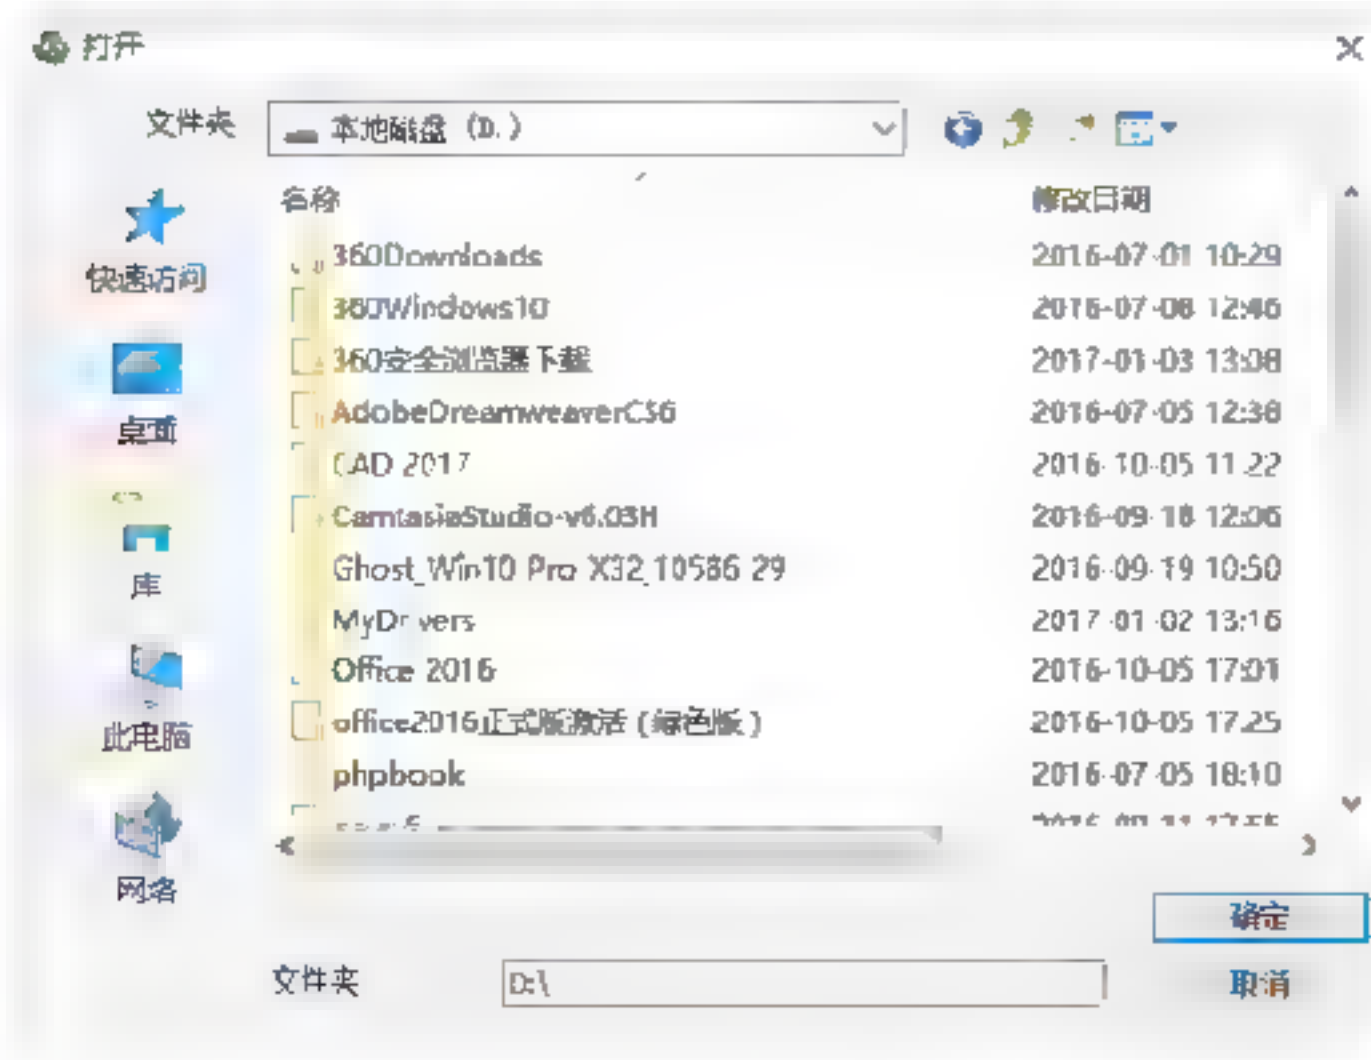 打开
文件夹 本地磁盘 (D:)
名称 修改日期
快速访问
桌面
库
此电脑
网络
360Downloads 2016-07-01 10:29
360Windows10 2016-07-08 12:46
360安全浏览器下载 2017-01-03 13:08
AdobeDreamweaverCS6 2016-07-05 12:38
CAD 2017 2016-10-05 11:22
CamtasiaStudio-v6.03H 2016-09-18 12:06
Ghost_Win10_Pro_X32_10586_29 2016-09-19 10:50
MyDrivers 2017-01-02 13:16
Office 2016 2016-10-05 17:01
office2016正式版激活（绿色版） 2016-10-05 17:25
phpbook 2016-07-05 18:10
确定
文件夹 D:\
取消